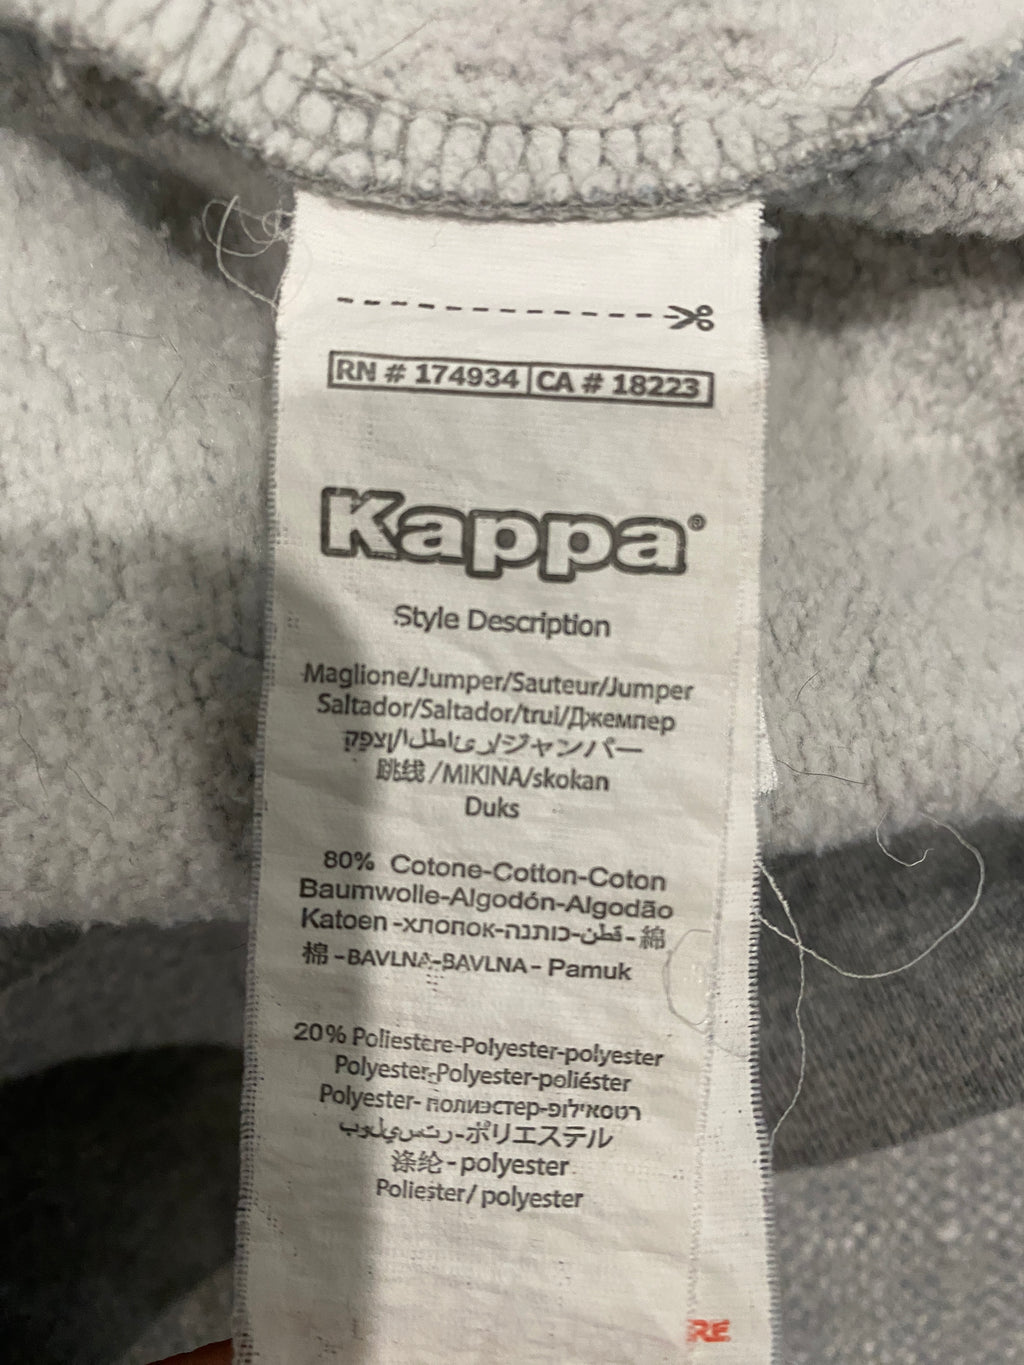 RN # 174934 CA # 18223
Kappa®
Style Description
Maglione/Jumper/Sauteur/Jumper
Saltador/Saltador/trui/Джемпер
ジャンパー
跳线 /MIKINA/skokan
Duks
80% Cotone-Cotton-Coton
Baumwolle-Algodón-Algodão
Katoen -хлопок-כותנה-قطن- 綿
棉 -BAVLNA-BAVLNA - Pamuk
20% Poliestere-Polyester-polyester
Polyester-Polyester-poliéster
Polyester- полиэстер-
-ポリエステル
涤纶 - polyester
Poliester/ polyester
RE